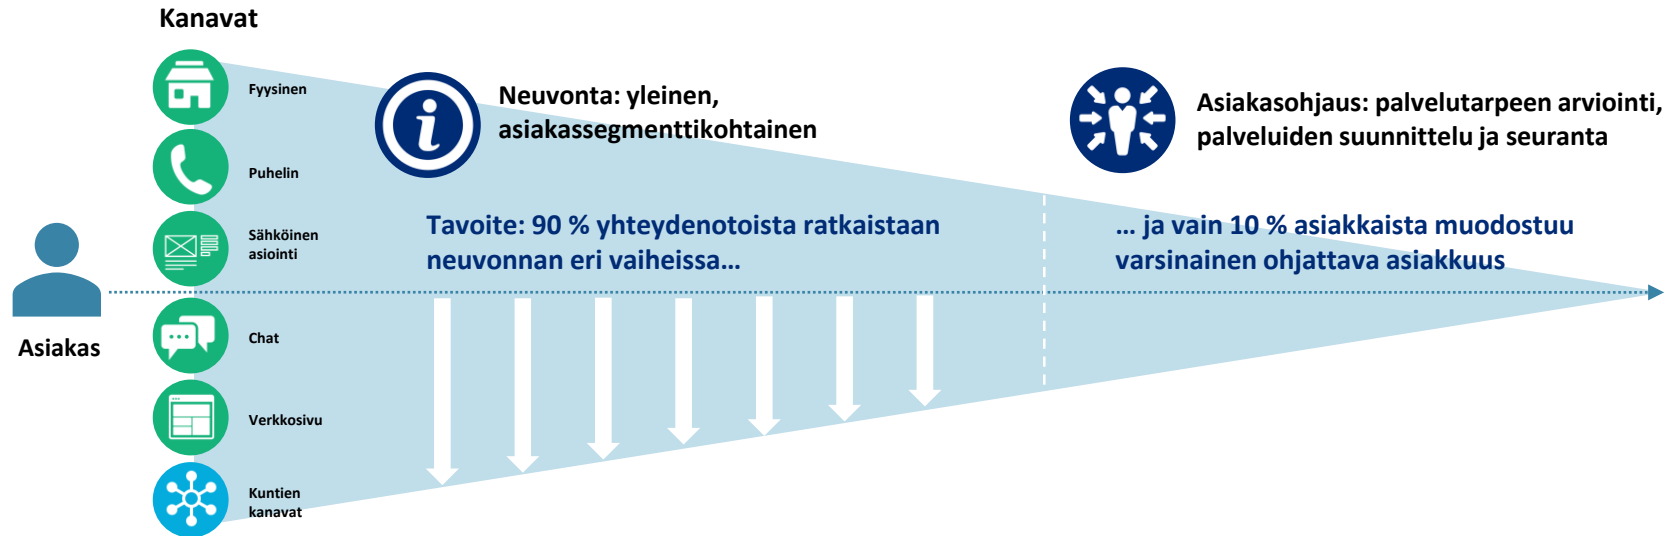 Kanavat
Fyysinen
Puhelin
Sähköinen
asiointi
Chat
Verkkosivu
Kuntien
kanavat
Asiakas
Neuvonta: yleinen,
asiakassegmenttikohtainen
Tavoite: 90 % yhteydenotoista ratkaistaan
neuvonnan eri vaiheissa…
Asiakasohjaus: palvelutarpeen arviointi,
palveluiden suunnittelu ja seuranta
… ja vain 10 % asiakkaista muodostuu
varsinainen ohjattava asiakkuus